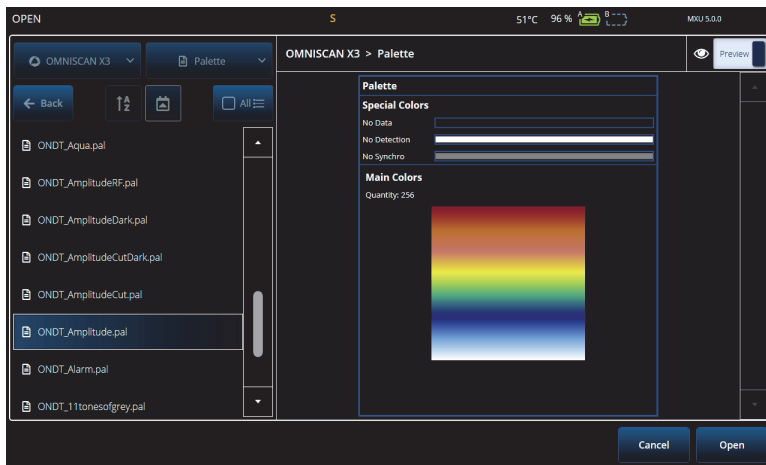 OPEN S 51°C 96 % A B MXU 5.0.0
OMNISCAN X3 Palette
Back A Z All
ONDT_Aqua.pal
ONDT_AmplitudeRF.pal
ONDT_AmplitudeDark.pal
ONDT_AmplitudeCutDark.pal
ONDT_AmplitudeCut.pal
ONDT_Amplitude.pal
ONDT_Alarm.pal
ONDT_11tonesofgrey.pal
OMNISCAN X3 > Palette
Preview
Palette
Special Colors
No Data
No Detection
No Synchro
Main Colors
Quantity: 256
Cancel Open